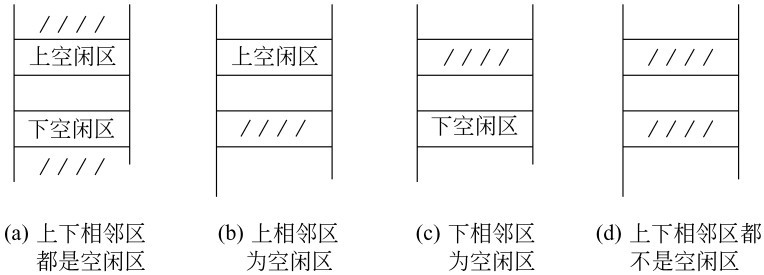 上空闲区
上空闲区
下空闲区
下空闲区
(a) 上下相邻区
都是空闲区
(b) 上相邻区
为空闲区
(c) 下相邻区
为空闲区
(d) 上下相邻区都
不是空闲区